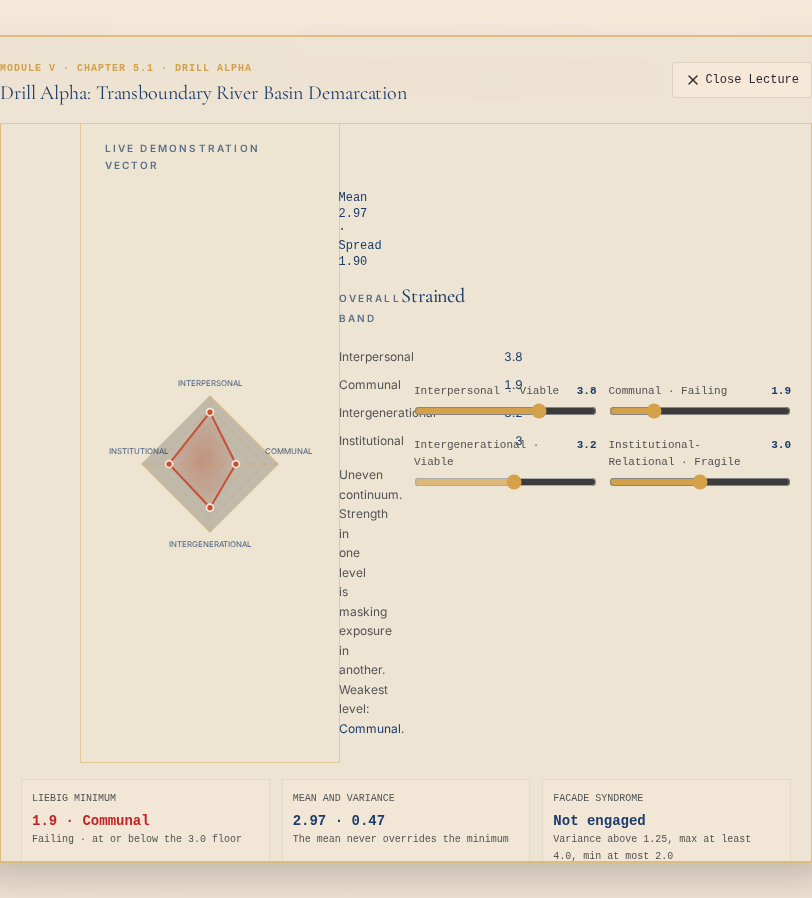 MODULE V · CHAPTER 5.1 · DRILL ALPHA
Drill Alpha: Transboundary River Basin Demarcation
Close Lecture
LIVE DEMONSTRATION
VECTOR
INTERPERSONAL
INSTITUTIONAL
COMMUNAL
INTERGENERATIONAL
Mean
2.97
·
Spread
1.90
OVERALL
BAND
Strained
Interpersonal 3.8
Communal 1.9
Intergenerational 3.2
Institutional 3
Uneven
continuum.
Strength
in
one
level
is
masking
exposure
in
another.
Weakest
level:
Communal.
Interpersonal · Viable 3.8
Communal · Failing 1.9
Intergenerational ·
Viable
3.2
Institutional-
Relational · Fragile
3.0
LIEBIG MINIMUM
1.9 · Communal
Failing · at or below the 3.0 floor
MEAN AND VARIANCE
2.97 · 0.47
The mean never overrides the minimum
FACADE SYNDROME
Not engaged
Variance above 1.25, max at least
4.0, min at most 2.0